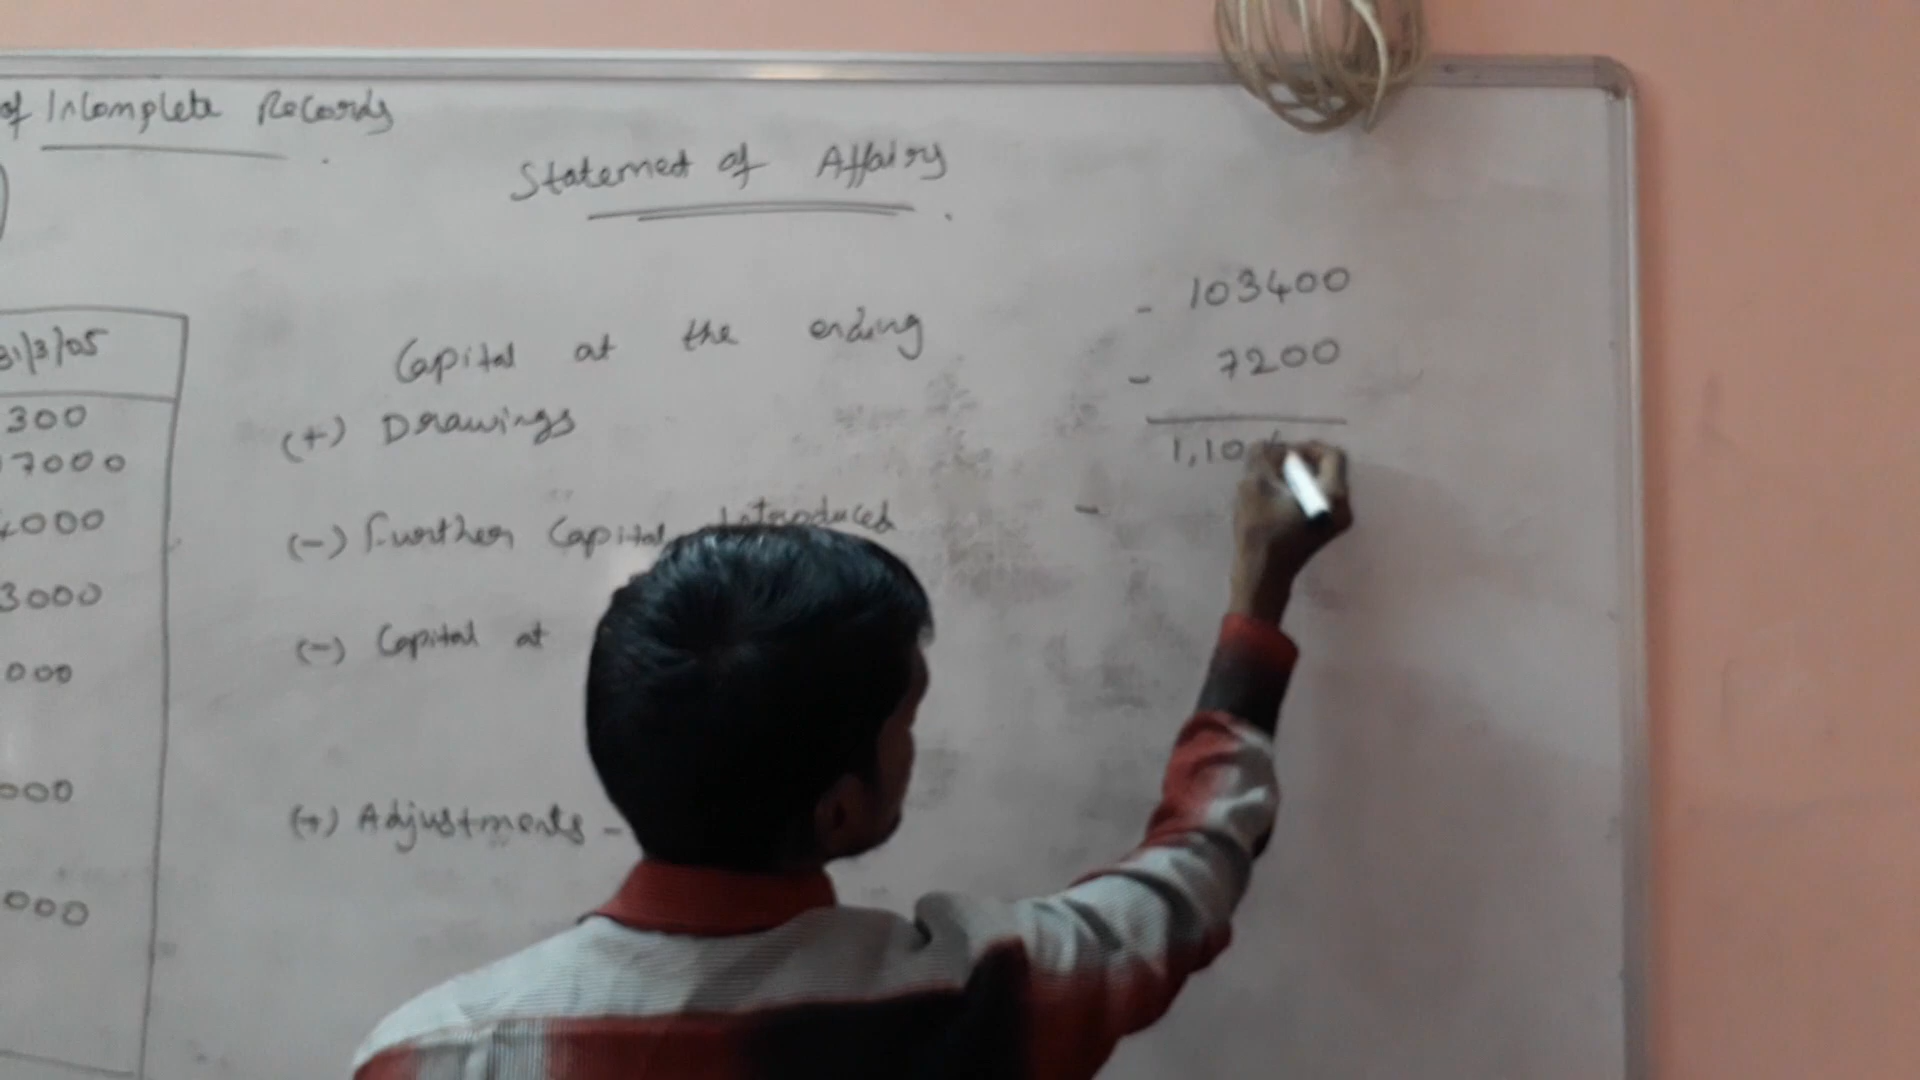 of Incomplete Records
Statement of Affairs
31/3/05
300
7000
4000
3000
000
000
000
Capital at the ending - 103400
(+) Drawings - 7200
1,10
(-) Further Capital Introduced -
(-) Capital at
(+) Adjustments -